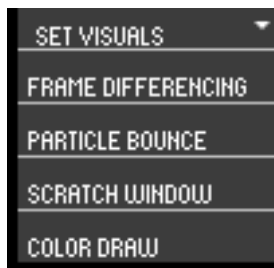 SET VISUALS
FRAME DIFFERENCING
PARTICLE BOUNCE
SCRATCH WINDOW
COLOR DRAW